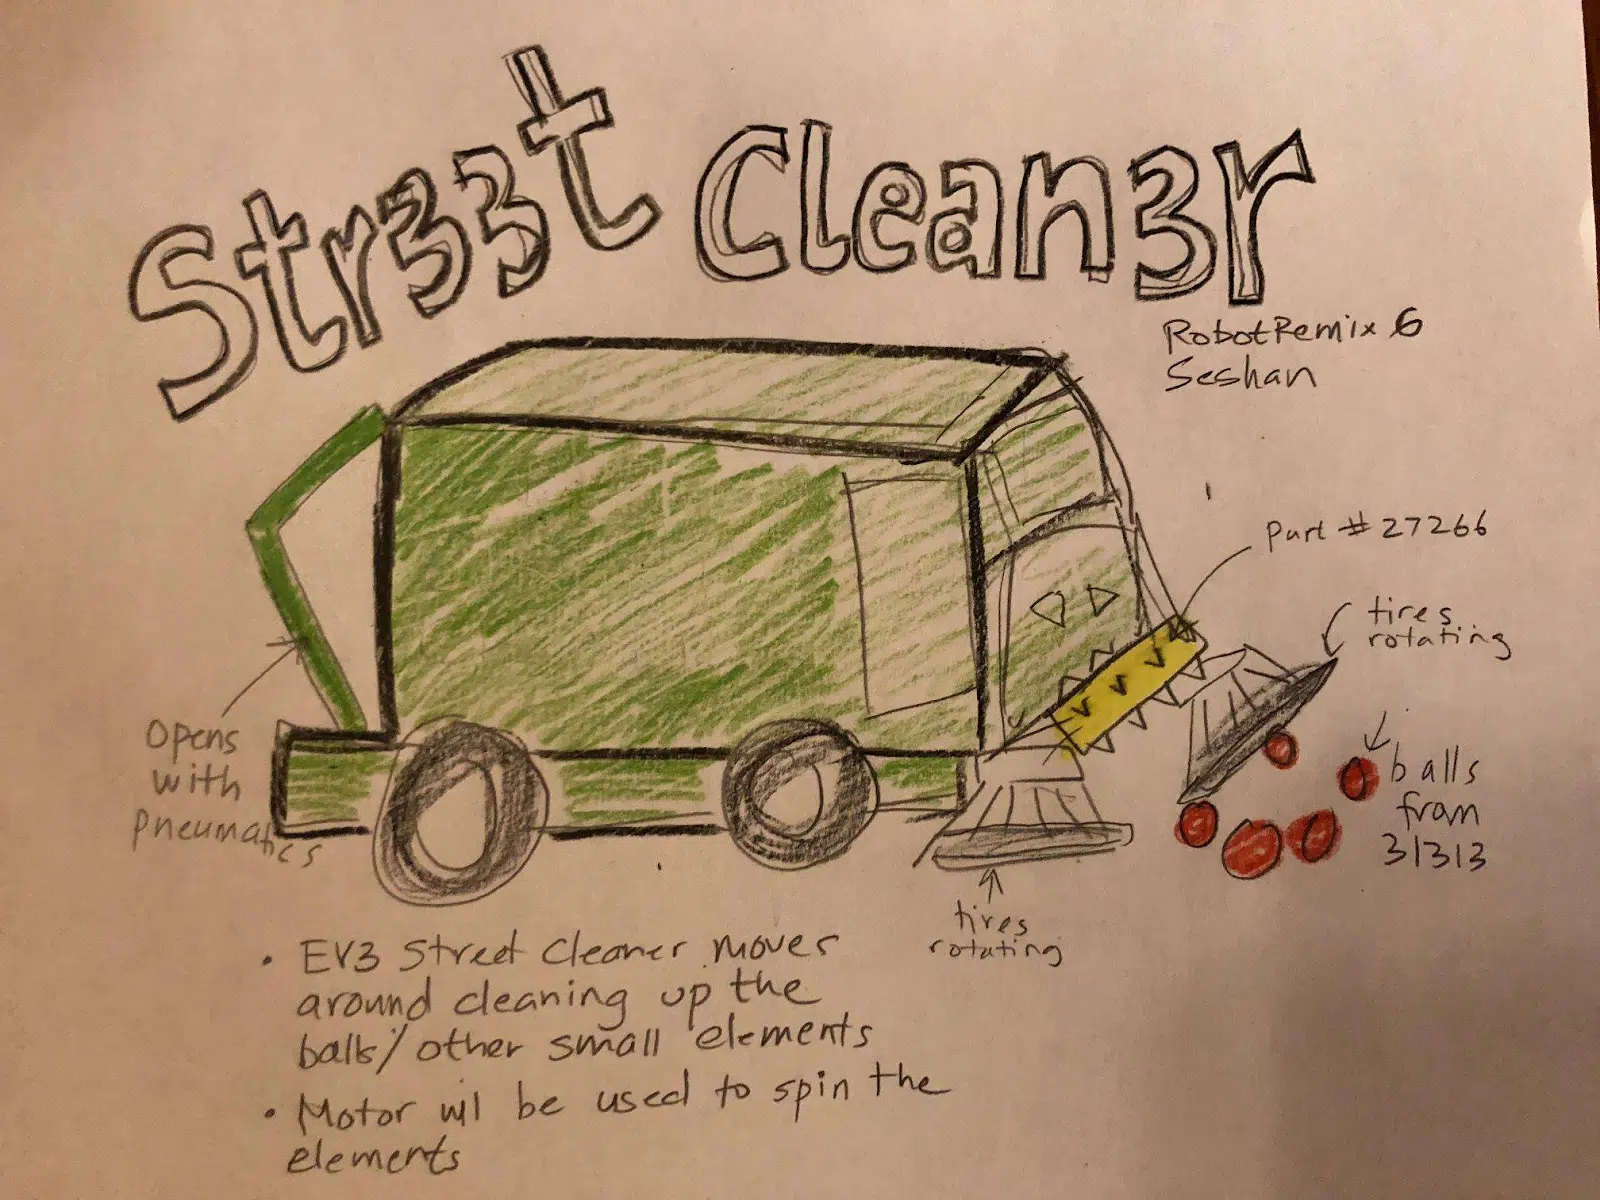 Str33t Clean3r
RobotRemix 6
Seshan
Part # 27266
tires
rotating
Opens
with
Pneumatics
balls
from
31313
tires
rotating
• EV3 Street Cleaner moves
around cleaning up the
balls/other small elements
• Motor wil be used to spin the
elements